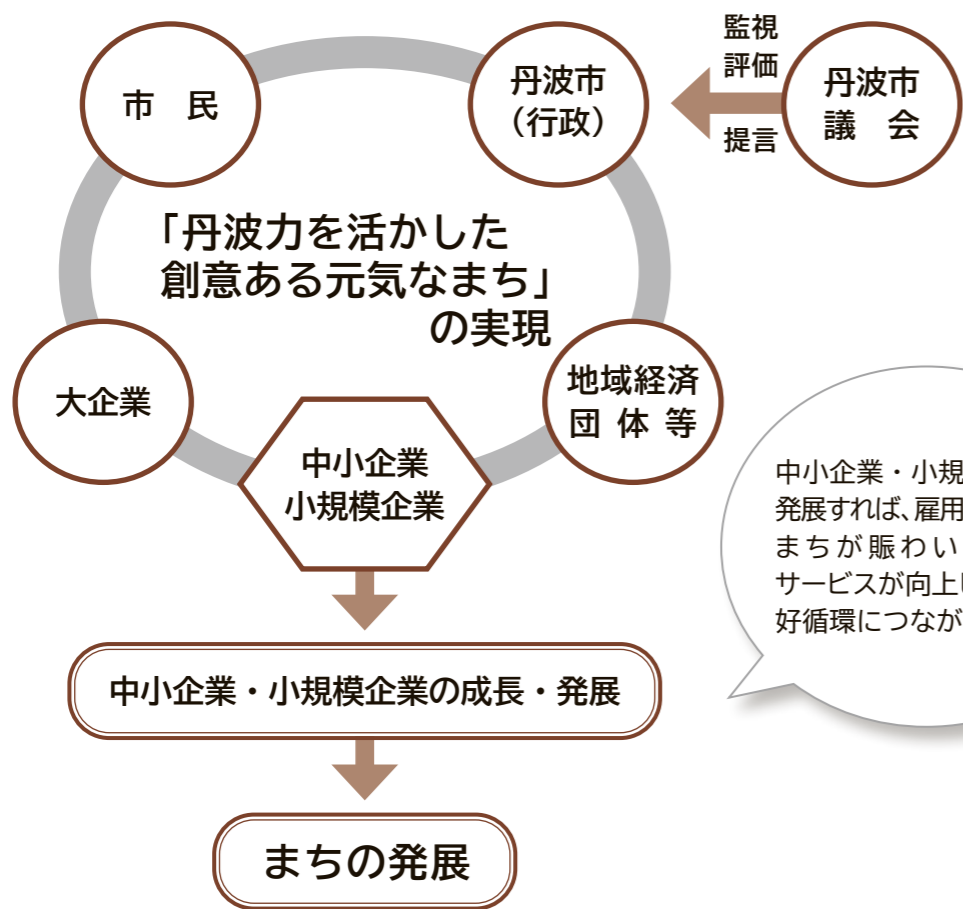 監視
評価
提言
市 民
丹波市
（行政）
丹波市
議 会
「丹波力を活かした
創意ある元気なまち」
の実現
大企業
地域経済
団 体 等
中小企業
小規模企業
中小企業・小規
発展すれば、雇用
まちが賑わい
サービスが向上
好循環につなが
中小企業・小規模企業の成長・発展
まちの発展